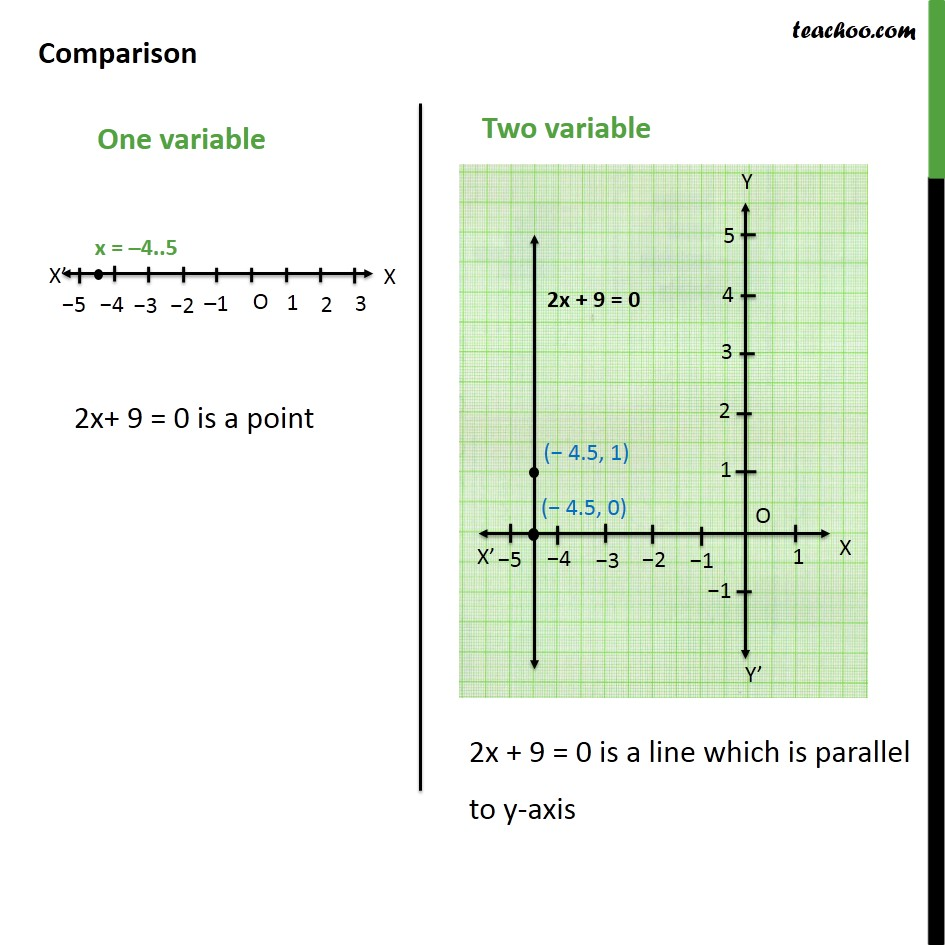 teachoo.com
Comparison
One variable
x = –4..5
X’ X
–5 –4 –3 –2 –1 O 1 2 3
2x+ 9 = 0 is a point
Two variable
Y
5
2x + 9 = 0
4
3
2
(– 4.5, 1)
1
(– 4.5, 0)
O
X’ –5 –4 –3 –2 –1 1 X
–1
Y’
2x + 9 = 0 is a line which is parallel
to y-axis